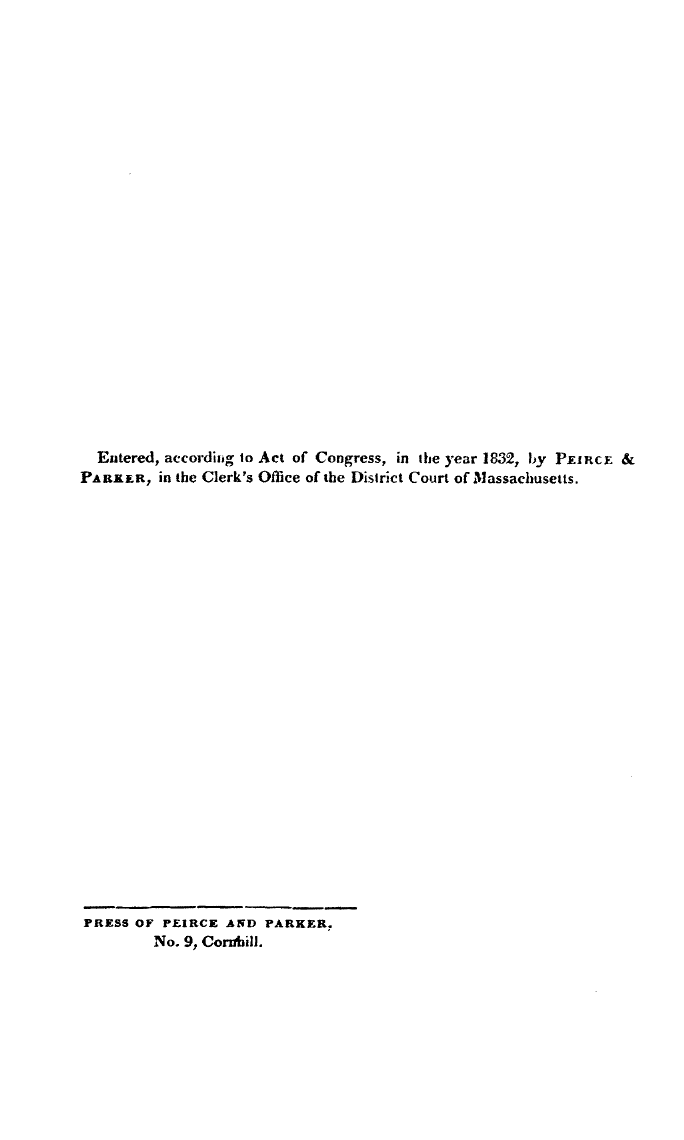 Entered, according to Act of Congress, in the year 1832, by PEIRCE &
PARKER, in the Clerk's Office of the District Court of Massachusetts.
PRESS OF PEIRCE AND PARKER.
No. 9, Cornhill.